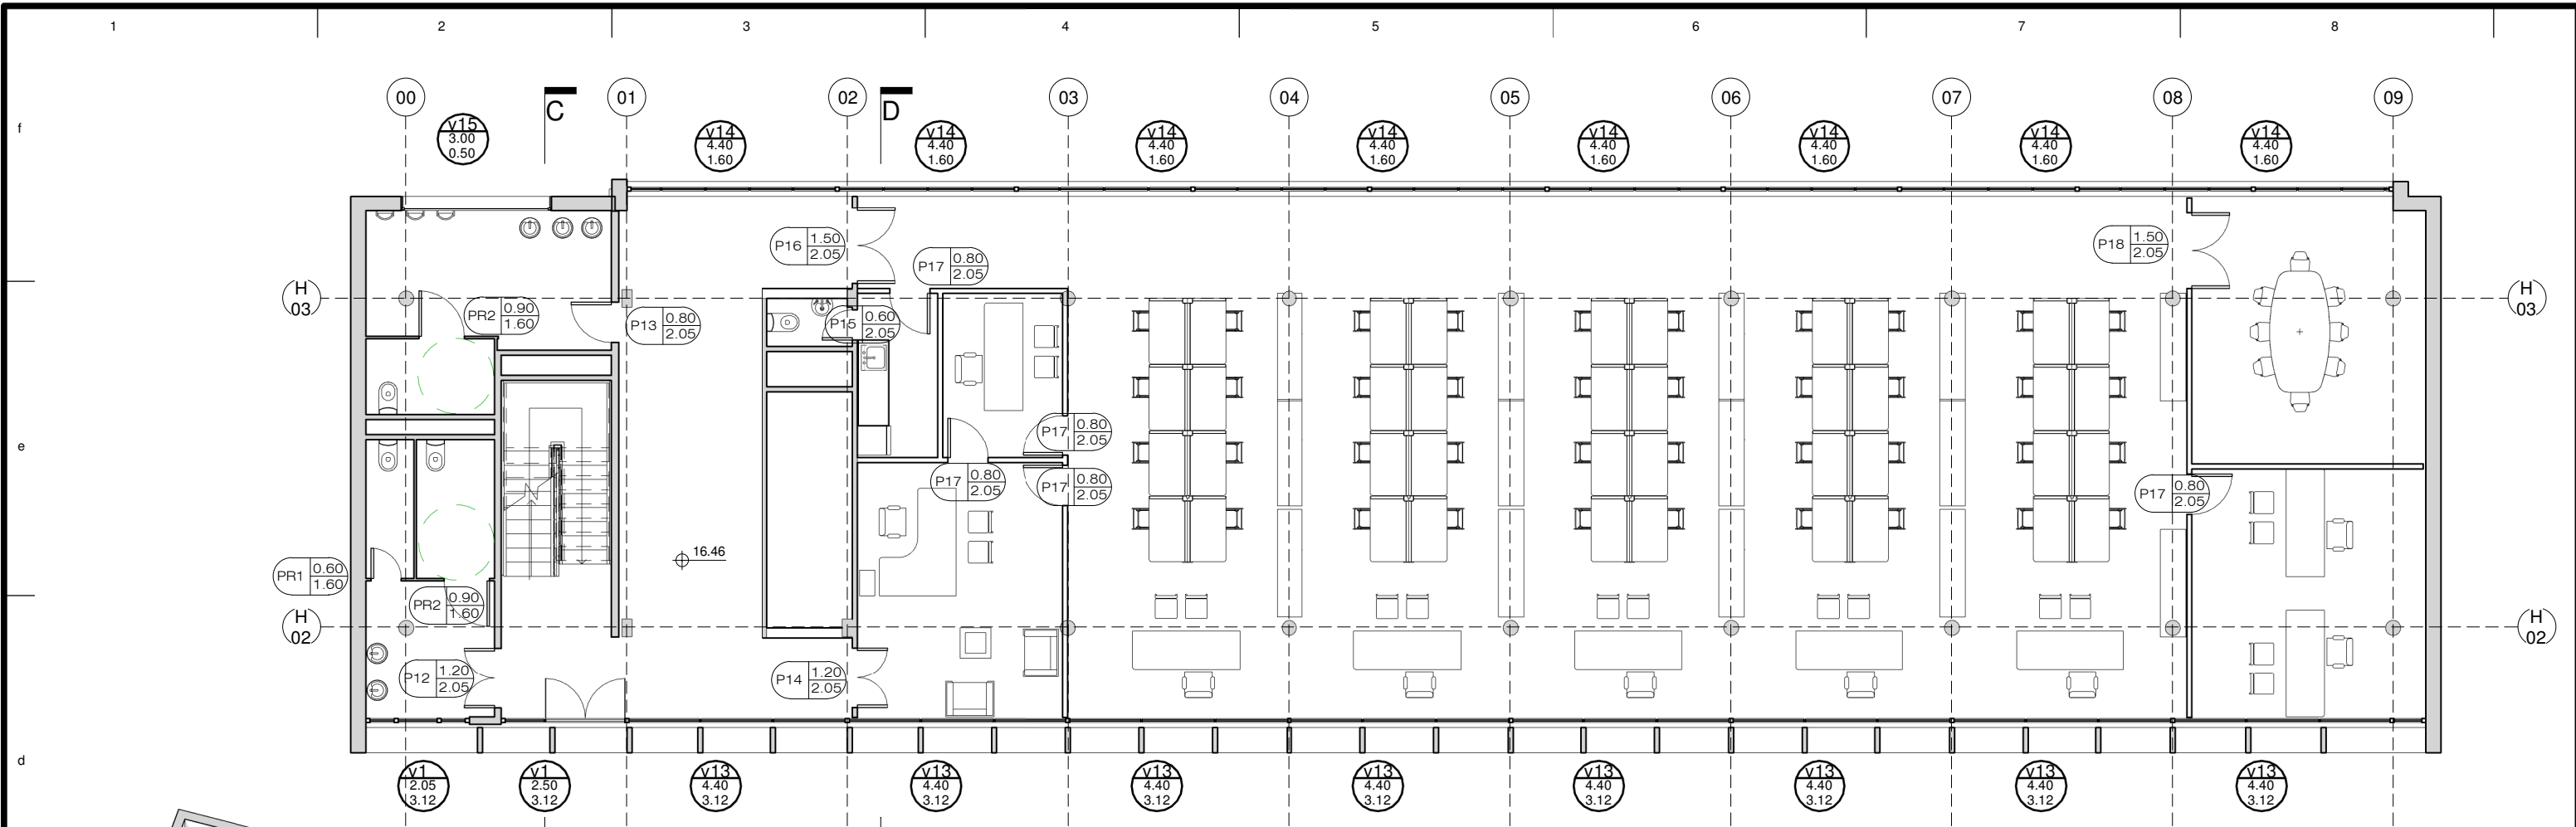 1 2 3 4 5 6 7 8
00 01 02 03 04 05 06 07 08 09
C D
f
v15 3.00 0.50
v14 4.40 1.60
v14 4.40 1.60
v14 4.40 1.60
v14 4.40 1.60
v14 4.40 1.60
v14 4.40 1.60
v14 4.40 1.60
v14 4.40 1.60
P16 1.50 2.05
P17 0.80 2.05
P18 1.50 2.05
H 03
PR2 0.90 1.60
P13 0.80 2.05
P15 0.60 2.05
H 03
e
P17 0.80 2.05
P17 0.80 2.05
P17 0.80 2.05
P17 0.80 2.05
16.46
PR1 0.60 1.60
PR2 0.90 1.60
H 02
H 02
P12 1.20 2.05
P14 1.20 2.05
d
v1 2.05 3.12
v1 2.50 3.12
v13 4.40 3.12
v13 4.40 3.12
v13 4.40 3.12
v13 4.40 3.12
v13 4.40 3.12
v13 4.40 3.12
v13 4.40 3.12
v13 4.40 3.12